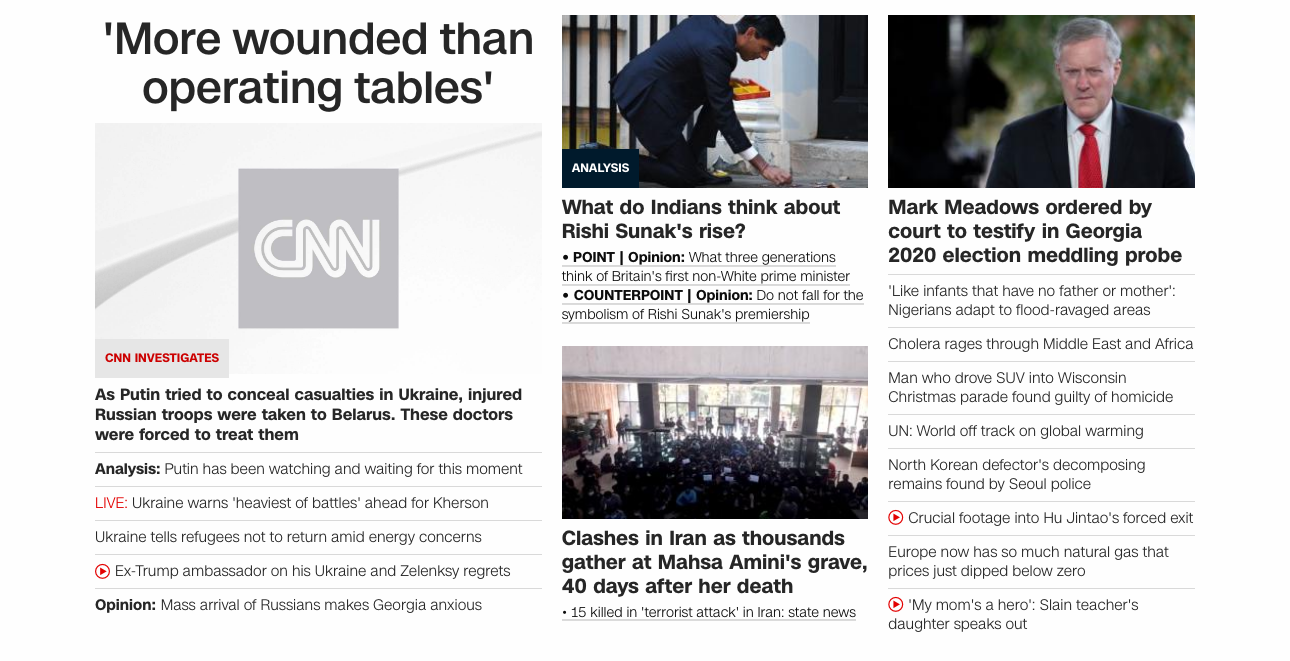 'More wounded than
operating tables'
CNN
CNN INVESTIGATES
As Putin tried to conceal casualties in Ukraine, injured
Russian troops were taken to Belarus. These doctors
were forced to treat them
Analysis: Putin has been watching and waiting for this moment
LIVE: Ukraine warns 'heaviest of battles' ahead for Kherson
Ukraine tells refugees not to return amid energy concerns
Ex-Trump ambassador on his Ukraine and Zelensky regrets
Opinion: Mass arrival of Russians makes Georgia anxious
ANALYSIS
What do Indians think about
Rishi Sunak's rise?
• POINT | Opinion: What three generations
think of Britain's first non-White prime minister
• COUNTERPOINT | Opinion: Do not fall for the
symbolism of Rishi Sunak's premiership
Clashes in Iran as thousands
gather at Mahsa Amini's grave,
40 days after her death
• 15 killed in 'terrorist attack' in Iran: state news
Mark Meadows ordered by
court to testify in Georgia
2020 election meddling probe
'Like infants that have no father or mother':
Nigerians adapt to flood-ravaged areas
Cholera rages through Middle East and Africa
Man who drove SUV into Wisconsin
Christmas parade found guilty of homicide
UN: World off track on global warming
North Korean defector's decomposing
remains found by Seoul police
Crucial footage into Hu Jintao's forced exit
Europe now has so much natural gas that
prices just dipped below zero
'My mom's a hero': Slain teacher's
daughter speaks out